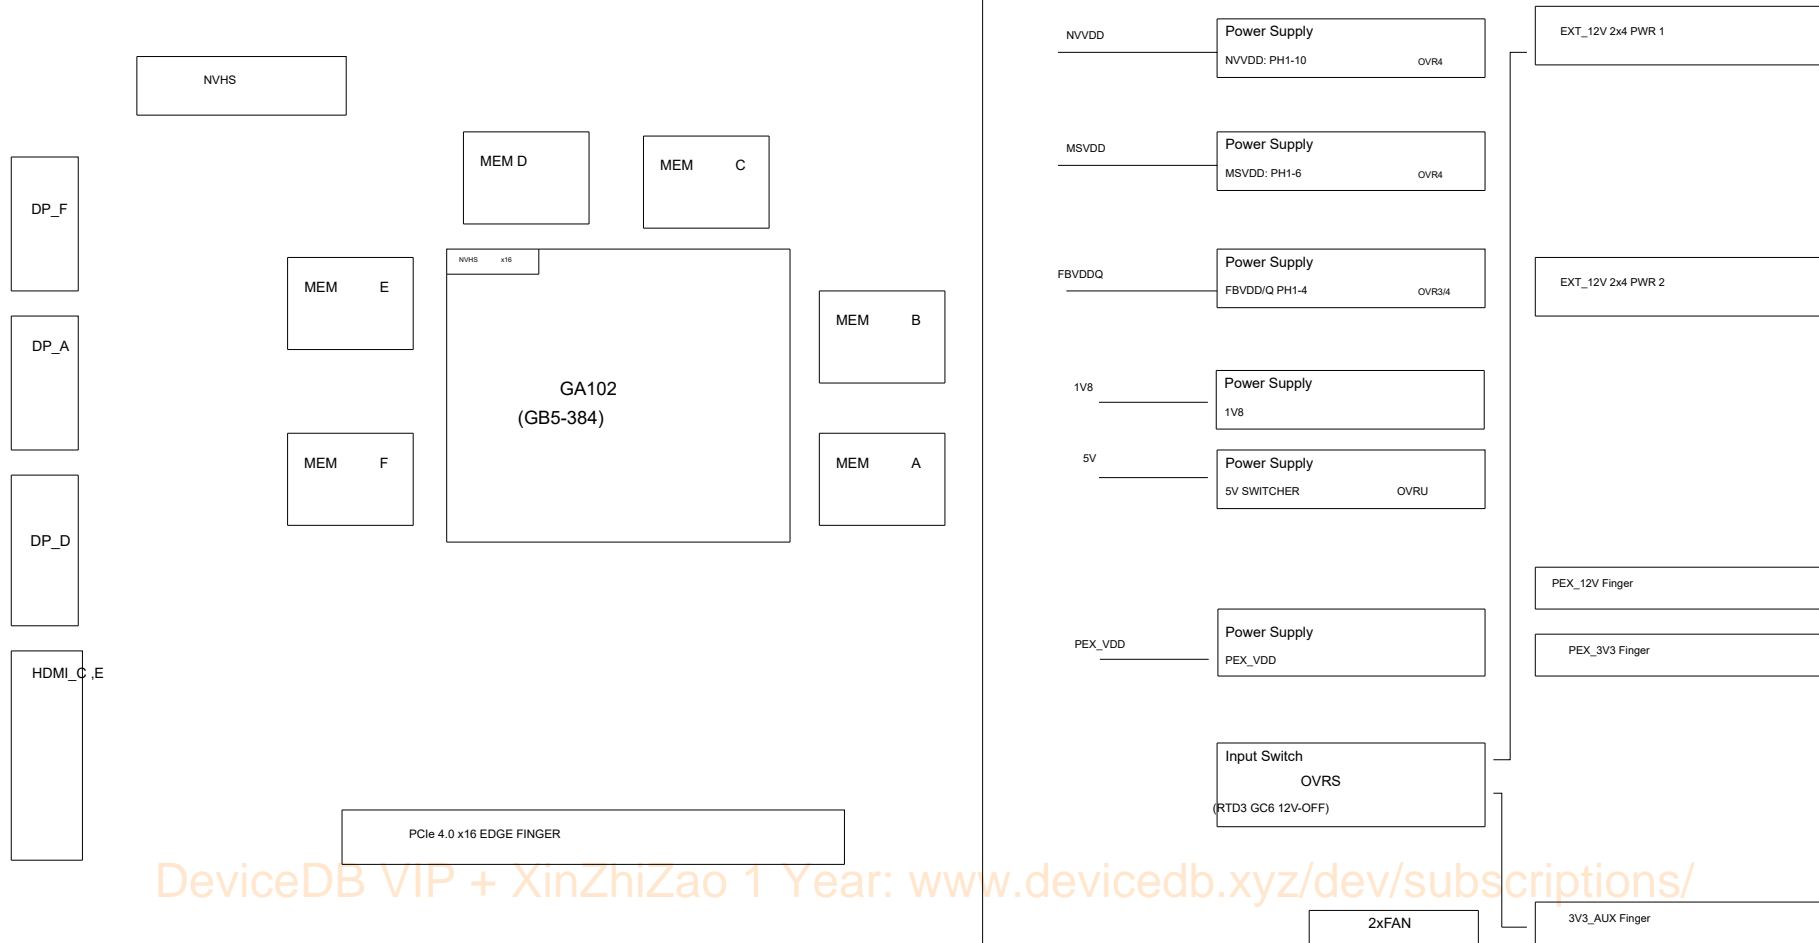 NVHS
DP_F
DP_A
DP_D
HDMI_C ,E
MEM D
MEM C
MEM E
MEM B
MEM F
MEM A
NVHS x16
GA102
(GB5-384)
PCIe 4.0 x16 EDGE FINGER
NVVDD
Power Supply
NVVDD: PH1-10 OVR4
MSVDD
Power Supply
MSVDD: PH1-6 OVR4
FBVDDQ
Power Supply
FBVDD/Q PH1-4 OVR3/4
1V8
Power Supply
1V8
5V
Power Supply
5V SWITCHER OVRU
PEX_VDD
Power Supply
PEX_VDD
Input Switch
OVRS
(RTD3 GC6 12V-OFF)
2xFAN
EXT_12V 2x4 PWR 1
EXT_12V 2x4 PWR 2
PEX_12V Finger
PEX_3V3 Finger
3V3_AUX Finger
DeviceDB VIP + XinZhiZao 1 Year: www.devicedb.xyz/dev/subscriptions/